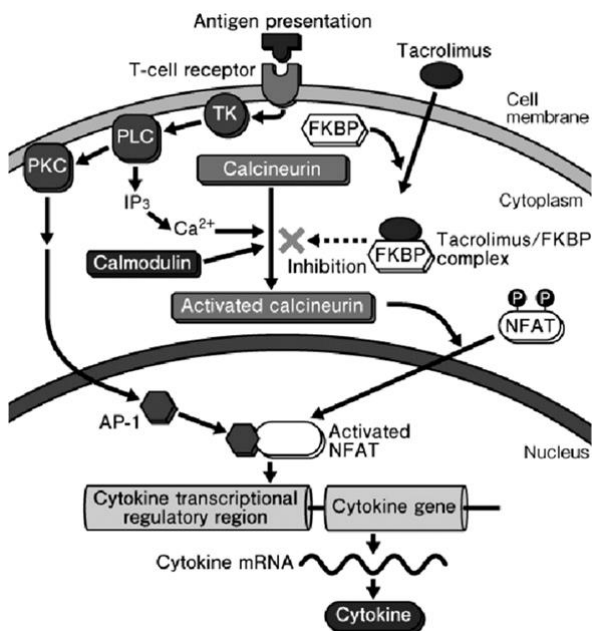 Antigen presentation
Tacrolimus
T-cell receptor
Cell
membrane
TK
FKBP
PLC
PKC
Calcineurin
Cytoplasm
IP3
Ca2+
Calmodulin
Inhibition
FKBP
Tacrolimus/FKBP
complex
Activated calcineurin
P P
NFAT
AP-1
Activated
NFAT
Nucleus
Cytokine transcriptional
regulatory region
Cytokine gene
Cytokine mRNA
Cytokine